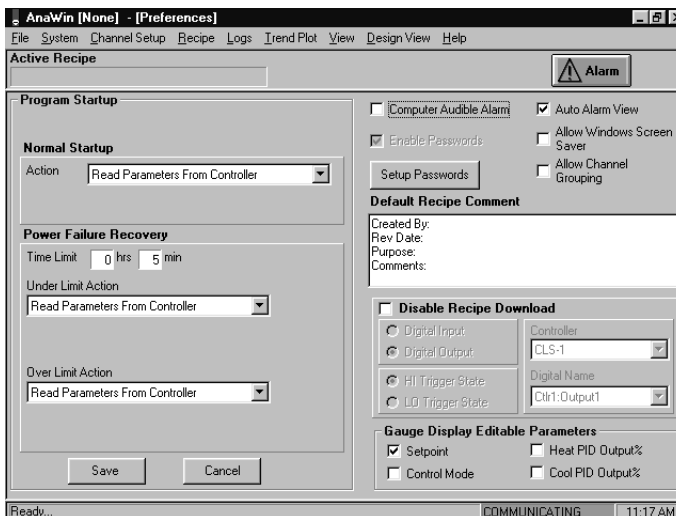 AnaWin [None] - [Preferences]
File System Channel Setup Recipe Logs Trend Plot View Design View Help
Active Recipe
Alarm
Program Startup
Normal Startup
Action Read Parameters From Controller
Power Failure Recovery
Time Limit 0 hrs 5 min
Under Limit Action
Read Parameters From Controller
Over Limit Action
Read Parameters From Controller
Save Cancel
Computer Audible Alarm
Auto Alarm View
Enable Passwords
Allow Windows Screen
Saver
Setup Passwords
Allow Channel
Grouping
Default Recipe Comment
Created By:
Rev Date:
Purpose:
Comments:
Disable Recipe Download
Digital Input
Digital Output
Controller
CLS-1
HI Trigger State
LO Trigger State
Digital Name
Ctlr1:Output1
Gauge Display Editable Parameters
Setpoint
Heat PID Output%
Control Mode
Cool PID Output%
Ready...
COMMUNICATING
11:17 AM